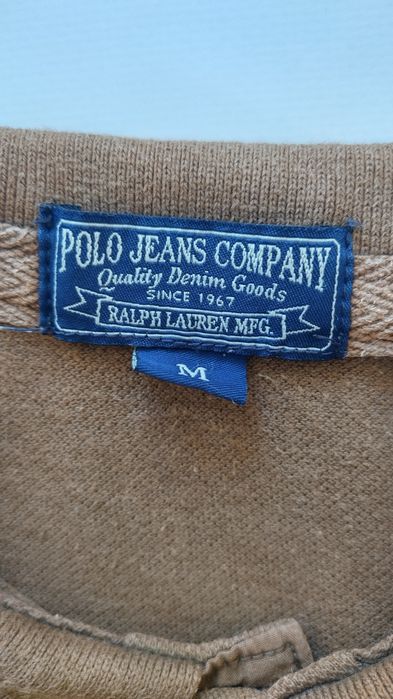 POLO JEANS COMPANY
Quality Denim Goods
SINCE 1967
RALPH LAUREN MFG.
M